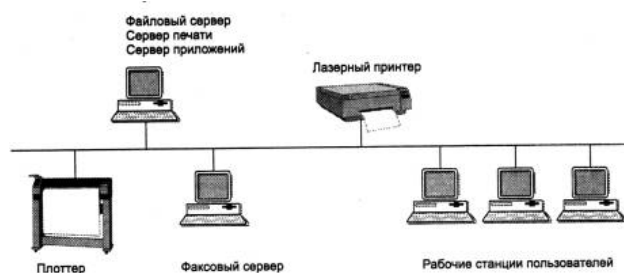 Файловый сервер
Сервер печати
Сервер приложений
Лазерный принтер
Плоттер
Факсовый сервер
Рабочие станции пользователей